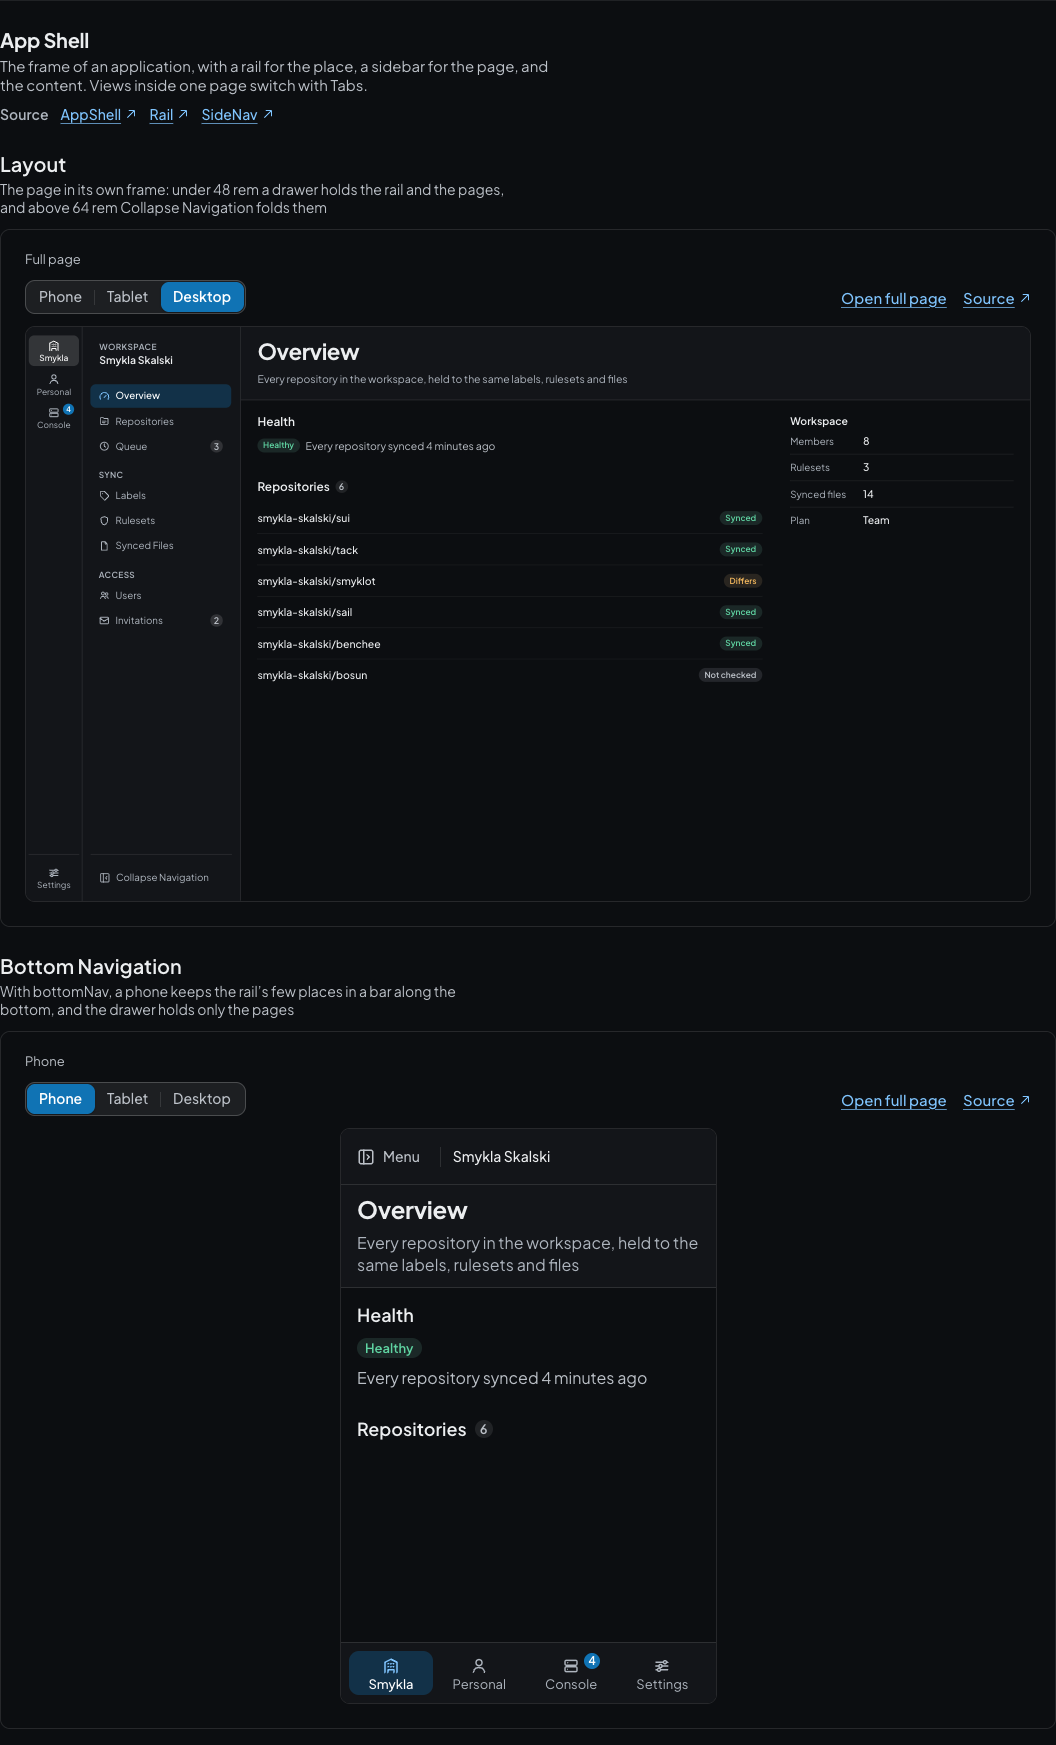 App Shell
The frame of an application, with a rail for the place, a sidebar for the page, and
the content. Views inside one page switch with Tabs.
Source AppShell ↗ Rail ↗ SideNav ↗
Layout
The page in its own frame: under 48 rem a drawer holds the rail and the pages,
and above 64 rem Collapse Navigation folds them
Full page
Phone Tablet Desktop
Open full page Source ↗
Smykla
Personal
4
Console
Settings
WORKSPACE
Smykla Skalski
Overview
Repositories
Queue 3
SYNC
Labels
Rulesets
Synced Files
ACCESS
Users
Invitations 2
Collapse Navigation
Overview
Every repository in the workspace, held to the same labels, rulesets and files
Health
Healthy Every repository synced 4 minutes ago
Repositories 6
smykla-skalski/sui Synced
smykla-skalski/tack Synced
smykla-skalski/smyklot Differs
smykla-skalski/sail Synced
smykla-skalski/benchee Synced
smykla-skalski/bosun Not checked
Workspace
Members 8
Rulesets 3
Synced files 14
Plan Team
Bottom Navigation
With bottomNav, a phone keeps the rail's few places in a bar along the
bottom, and the drawer holds only the pages
Phone
Phone Tablet Desktop
Open full page Source ↗
Menu Smykla Skalski
Overview
Every repository in the workspace, held to the
same labels, rulesets and files
Health
Healthy
Every repository synced 4 minutes ago
Repositories 6
4
Smykla Personal Console Settings